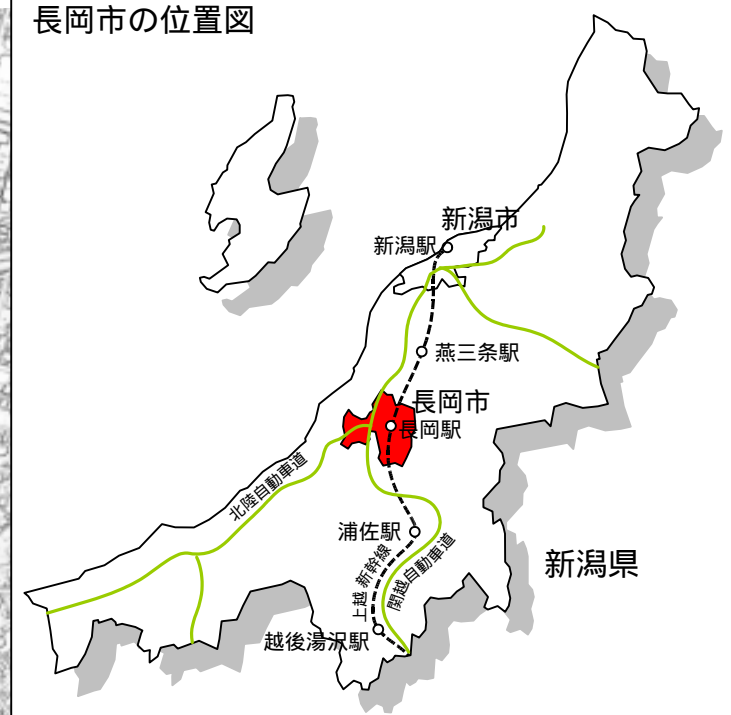 長岡市の位置図
新潟市
新潟駅
燕三条駅
長岡市
長岡駅
北陸自動車道
浦佐駅
上越新幹線
関越自動車道
新潟県
越後湯沢駅